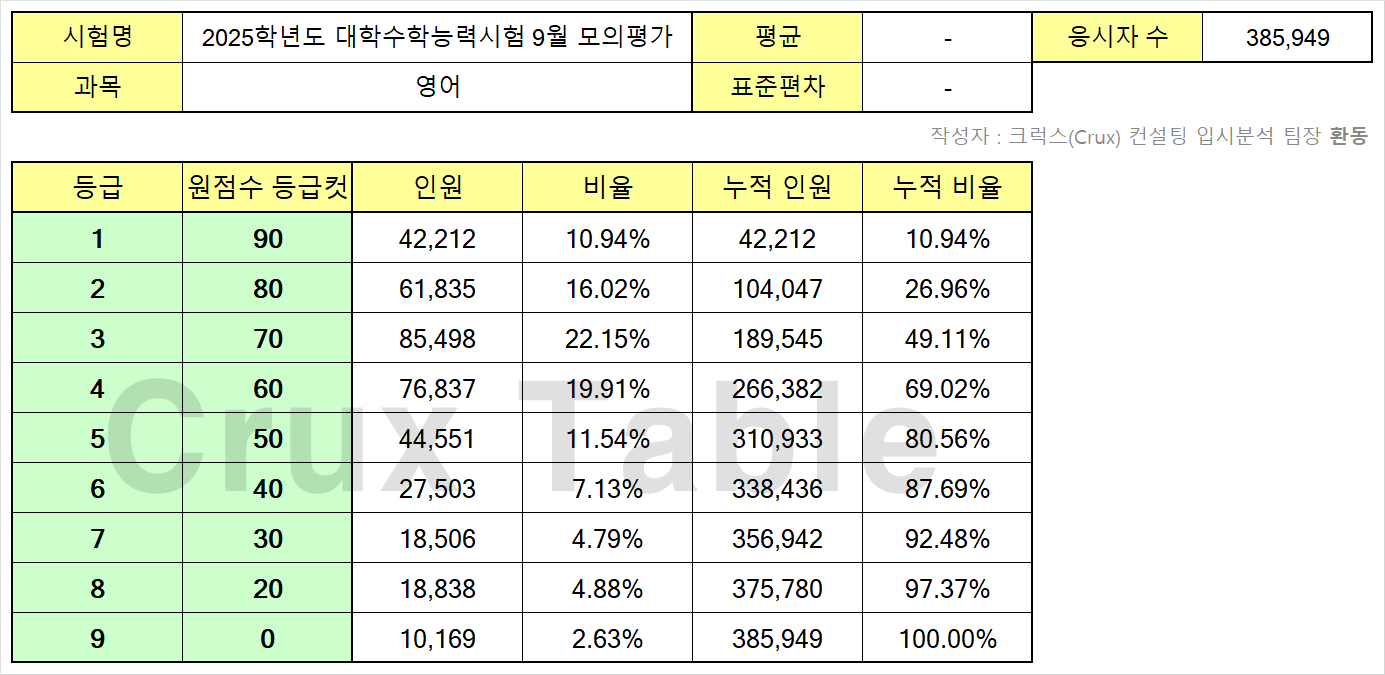 시험명 2025학년도 대학수학능력시험 9월 모의평가 평균 - 응시자 수 385,949
과목 영어 표준편차 -
작성자 : 크럭스(Crux) 컨설팅 입시분석 팀장 환동
등급 원점수 등급컷 인원 비율 누적 인원 누적 비율
1 90 42,212 10.94% 42,212 10.94%
2 80 61,835 16.02% 104,047 26.96%
3 70 85,498 22.15% 189,545 49.11%
4 60 76,837 19.91% 266,382 69.02%
5 50 44,551 11.54% 310,933 80.56%
6 40 27,503 7.13% 338,436 87.69%
7 30 18,506 4.79% 356,942 92.48%
8 20 18,838 4.88% 375,780 97.37%
9 0 10,169 2.63% 385,949 100.00%
Crux Table